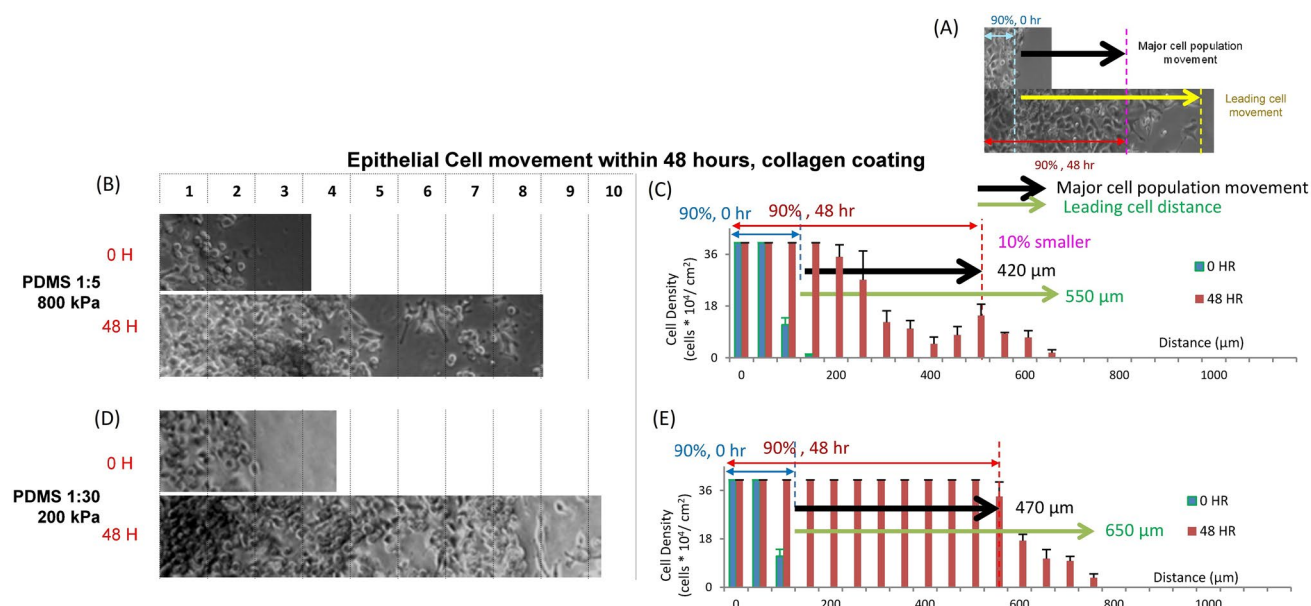 (A)
90%, 0 hr
Major cell population
movement
Leading cell
movement
90% , 48 hr
Epithelial Cell movement within 48 hours, collagen coating
(B)
1 2 3 4 5 6 7 8 9 10
0 H
PDMS 1:5
800 kPa
48 H
(C)
Major cell population movement
Leading cell distance
90%, 0 hr
90% , 48 hr
10% smaller
420 µm
550 µm
0 HR
48 HR
Cell Density
(cells * 10⁴/ cm²)
36
18
0
Distance (µm)
0 200 400 600 800 1000
(D)
0 H
PDMS 1:30
200 kPa
48 H
(E)
90%, 0 hr
90% , 48 hr
470 µm
650 µm
0 HR
48 HR
Cell Density
(cells * 10⁴/ cm²)
36
18
0
Distance (µm)
0 200 400 600 800 1000